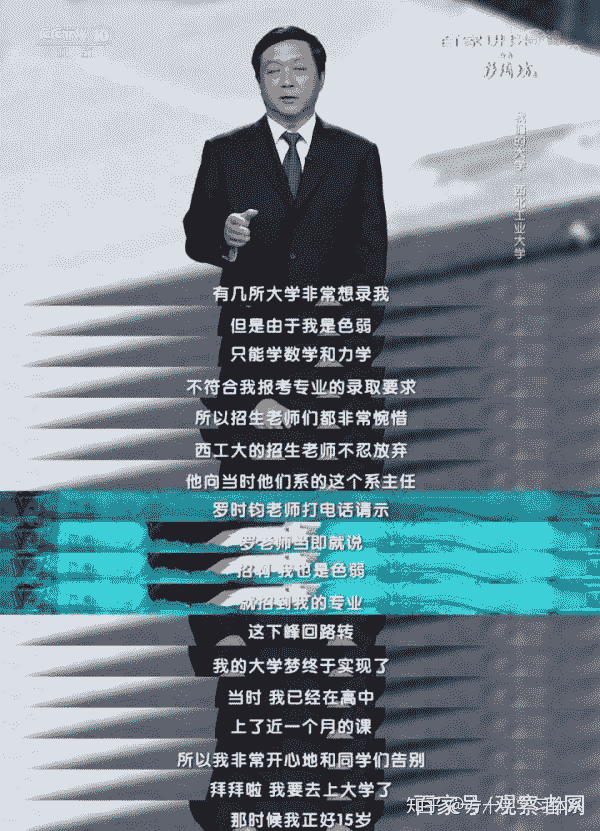 CCTV 10
我们的大学 西北工业大学
有几所大学非常想录我
但是由于我是色弱
只能学数学和力学
不符合我报考专业的录取要求
所以招生老师们都非常惋惜
西工大的招生老师不忍放弃
他向当时他们系的这个系主任
罗时钧老师打电话请示
罗老师当即就说
招啊 我也是色弱
就招到我的专业
这下峰回路转
我的大学梦终于实现了
当时 我已经在高中
上了近一个月的课
所以我非常开心地和同学们告别
拜拜啦 我要去上大学了
那时候我正好15岁
百家号/观察者网